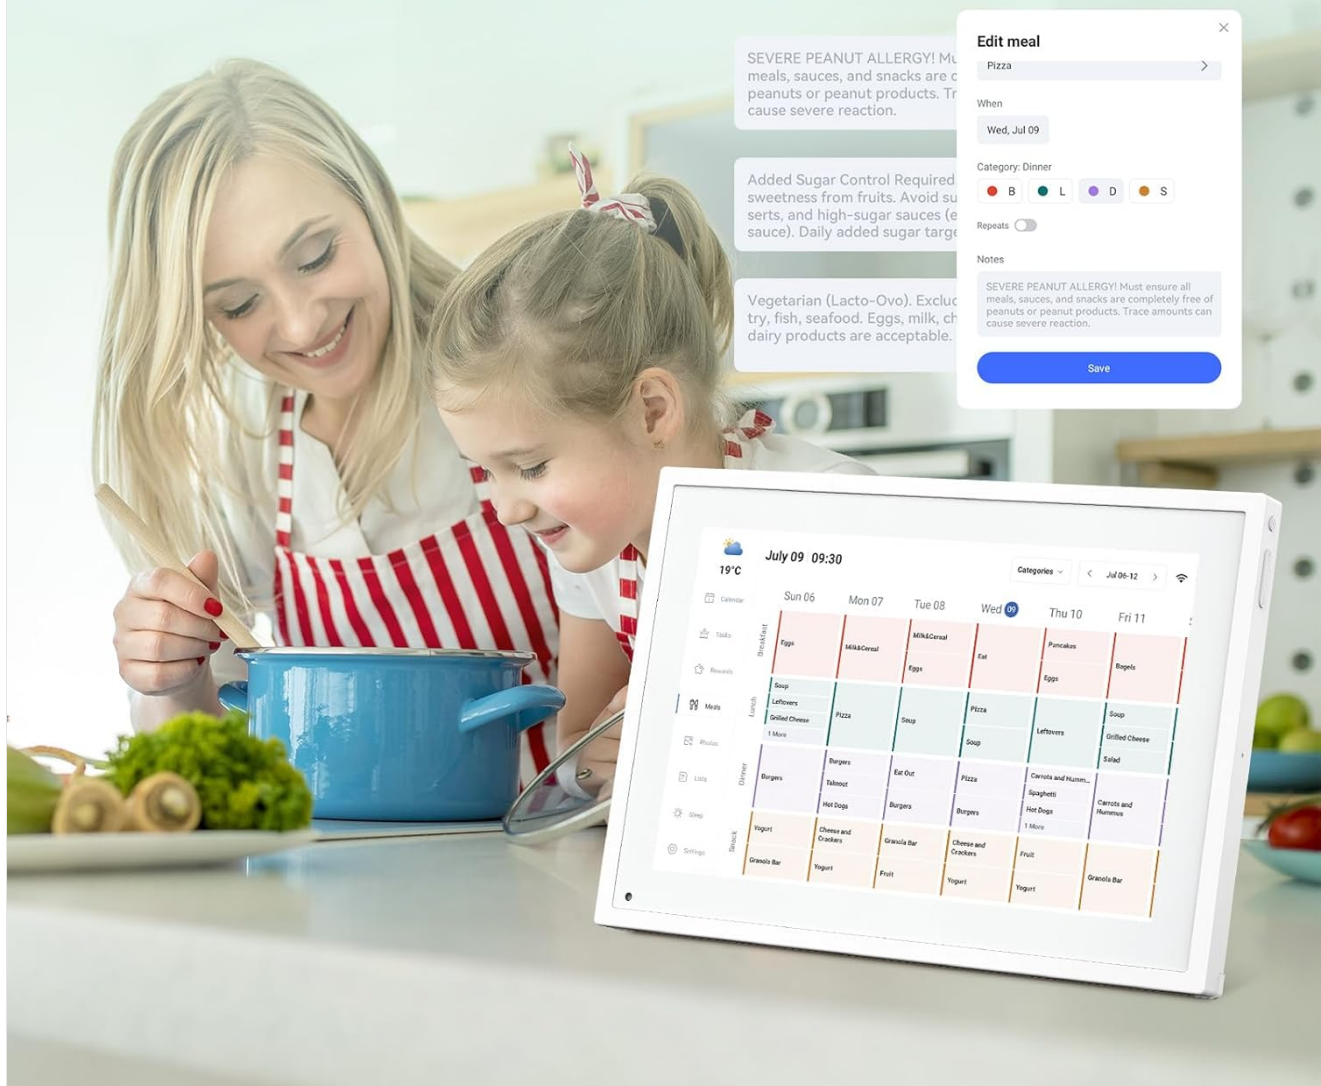 SEVERE PEANUT ALLERGY! Mu
meals, sauces, and snacks are c
peanuts or peanut products. Tr
cause severe reaction.
Added Sugar Control Required.
sweetness from fruits. Avoid su
serts, and high-sugar sauces (e
sauce). Daily added sugar targe
Vegetarian (Lacto-Ovo). Exclud
try, fish, seafood. Eggs, milk, ch
dairy products are acceptable.
Edit meal
Pizza
When
Wed, Jul 09
Category: Dinner
B L D S
Repeats
Notes
SEVERE PEANUT ALLERGY! Must ensure all
meals, sauces, and snacks are completely free of
peanuts or peanut products. Trace amounts can
cause severe reaction.
Save
19°C
July 09 09:30
Categories
Jul 06-12
Calendar
Tasks
Rewards
Meals
Photos
Lists
Sleep
Settings
Sun 06 Mon 07 Tue 08 Wed 09 Thu 10 Fri 11
Breakfast
Eggs
Milk&Cereal
Milk&Cereal
Eggs
Eat
Pancakes
Eggs
Bagels
Lunch
Soup
Leftovers
Grilled Cheese
1 More
Pizza
Soup
Pizza
Soup
Leftovers
Soup
Grilled Cheese
Salad
Dinner
Burgers
Burgers
Takeout
Hot Dogs
Eat Out
Burgers
Pizza
Burgers
Carrots and Humm...
Spaghetti
Hot Dogs
1 More
Carrots and
Hummus
Snack
Yogurt
Granola Bar
Cheese and
Crackers
Yogurt
Granola Bar
Fruit
Cheese and
Crackers
Yogurt
Fruit
Yogurt
Granola Bar